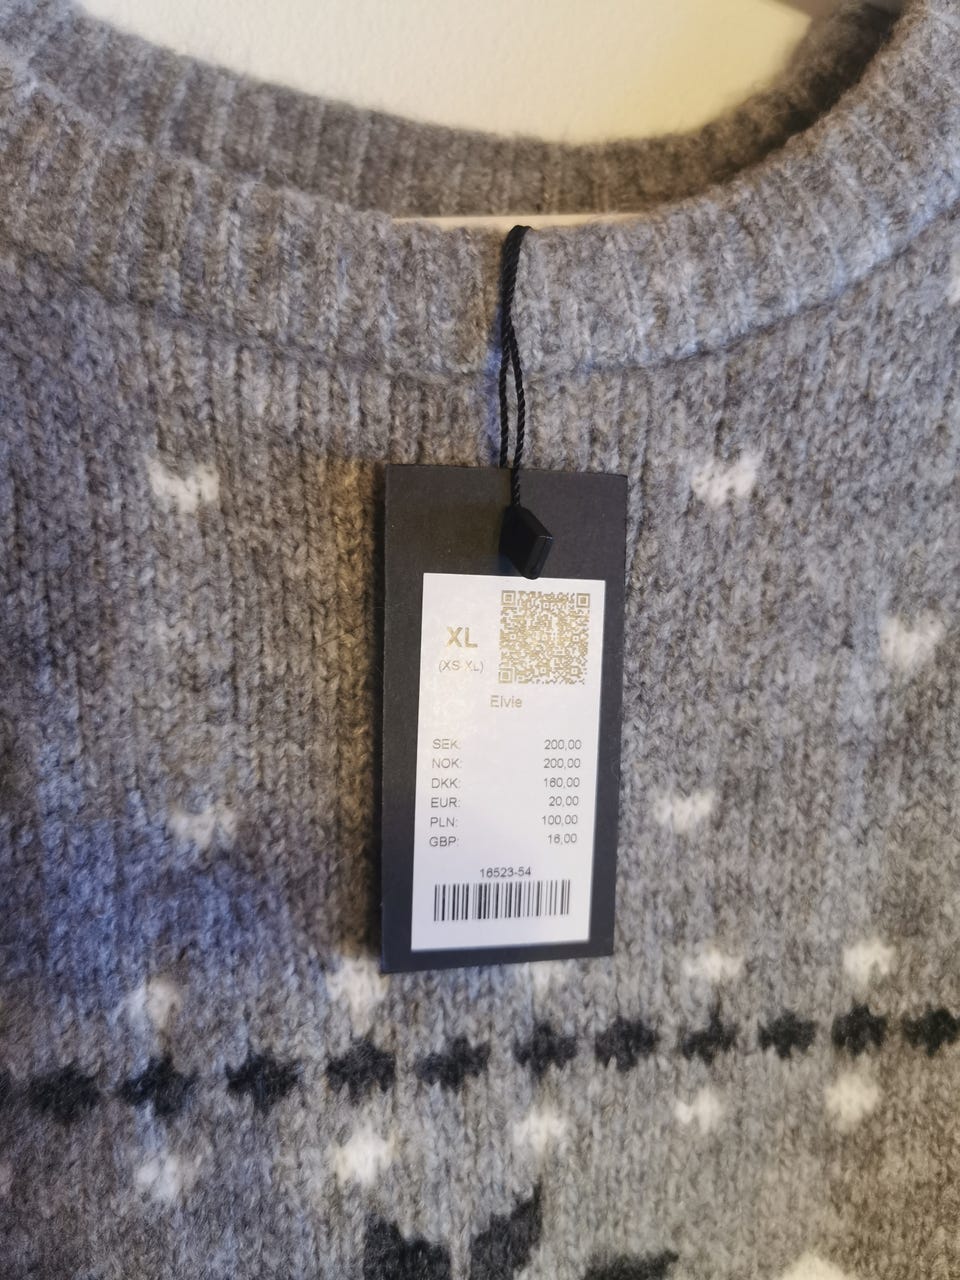 XL
(XS-XL)
Elvie
SEK: 200,00
NOK: 200,00
DKK: 160,00
EUR: 20,00
PLN: 100,00
GBP: 16,00
16523-54